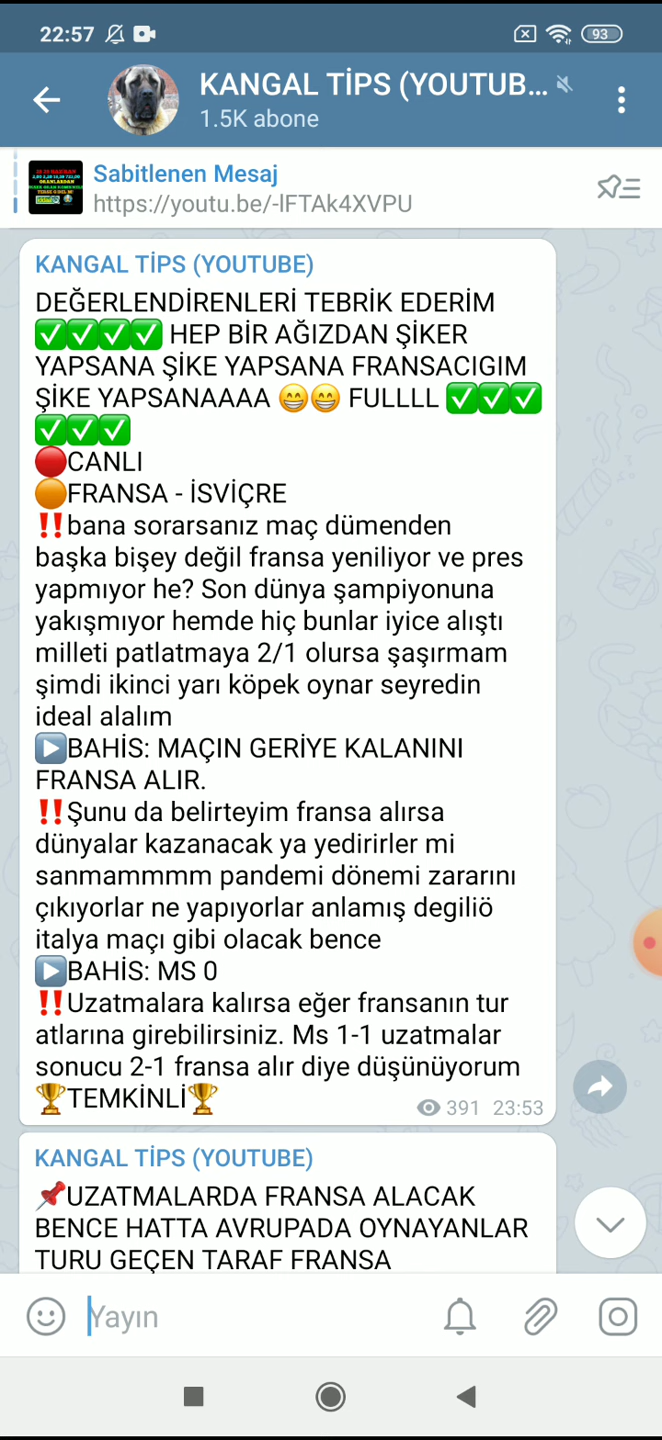 22:57
93
KANGAL TİPS (YOUTUB...
1.5K abone
Sabitlenen Mesaj
https://youtu.be/-lFTAk4XVPU
KANGAL TİPS (YOUTUBE)
DEĞERLENDİRENLERİ TEBRİK EDERİM
✅✅✅✅ HEP BİR AĞIZDAN ŞİKER
YAPSANA ŞİKE YAPSANA FRANSACIGIM
ŞİKE YAPSANAAAA 😁😁 FULLLL ✅✅✅
✅✅✅
🔴CANLI
🟠FRANSA - İSVİÇRE
‼️bana sorarsanız maç dümenden
başka bişey değil fransa yeniliyor ve pres
yapmıyor he? Son dünya şampiyonuna
yakışmıyor hemde hiç bunlar iyice alıştı
milleti patlatmaya 2/1 olursa şaşırmam
şimdi ikinci yarı köpek oynar seyredin
ideal alalım
▶️BAHİS: MAÇIN GERİYE KALANINI
FRANSA ALIR.
‼️Şunu da belirteyim fransa alırsa
dünyalar kazanacak ya yedirirler mi
sanmammmm pandemi dönemi zararını
çıkıyorlar ne yapıyorlar anlamış degiliö
italya maçı gibi olacak bence
▶️BAHİS: MS 0
‼️Uzatmalara kalırsa eğer fransanın tur
atlarına girebilirsiniz. Ms 1-1 uzatmalar
sonucu 2-1 fransa alır diye düşünüyorum
🏆TEMKİNLİ🏆
391 23:53
KANGAL TİPS (YOUTUBE)
📌UZATMALARDA FRANSA ALACAK
BENCE HATTA AVRUPADA OYNAYANLAR
TURU GEÇEN TARAF FRANSA
Yayın